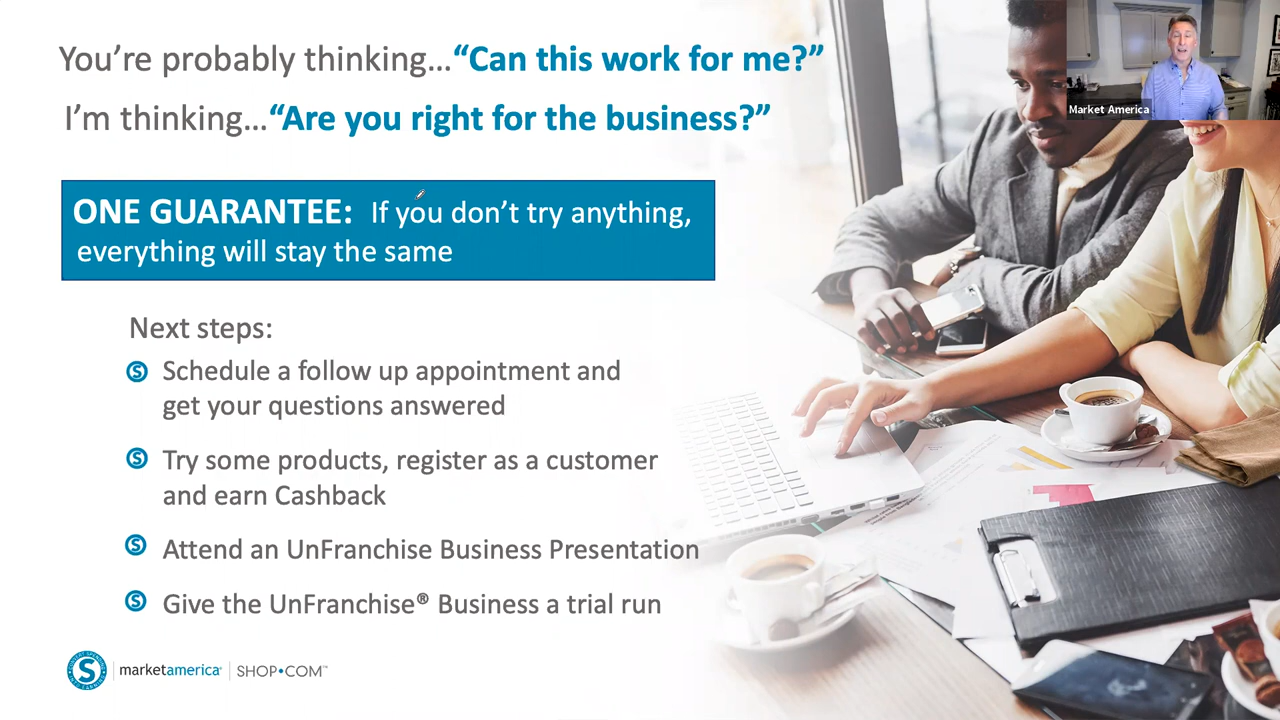 You're probably thinking…“Can this work for me?”
I'm thinking…“Are you right for the business?”
Market America
ONE GUARANTEE: If you don't try anything,
everything will stay the same
Next steps:
Schedule a follow up appointment and
get your questions answered
Try some products, register as a customer
and earn Cashback
Attend an UnFranchise Business Presentation
Give the UnFranchise® Business a trial run
marketamerica® | SHOP•COM™